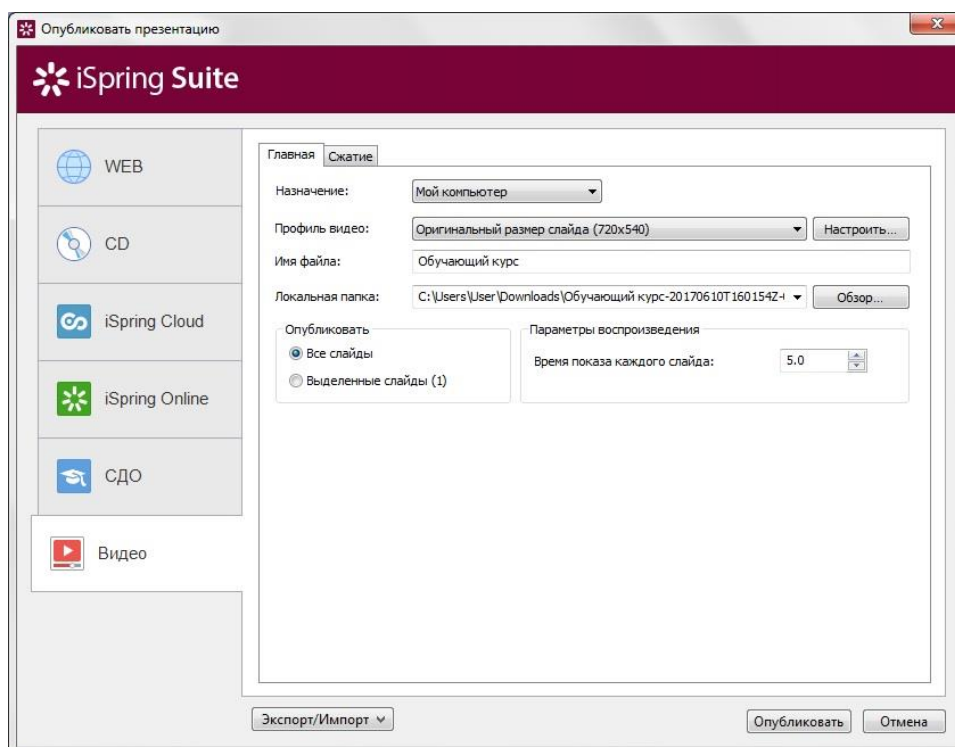 Опубликовать презентацию
iSpring Suite
WEB
CD
iSpring Cloud
iSpring Online
СДО
Видео
Главная Сжатие
Назначение: Мой компьютер
Профиль видео: Оригинальный размер слайда (720x540) Настроить...
Имя файла: Обучающий курс
Локальная папка: C:\Users\User\Downloads\Обучающий курс-20170610T160154Z- Обзор...
Опубликовать
Все слайды
Выделенные слайды (1)
Параметры воспроизведения
Время показа каждого слайда: 5.0
Экспорт/Импорт Опубликовать Отмена